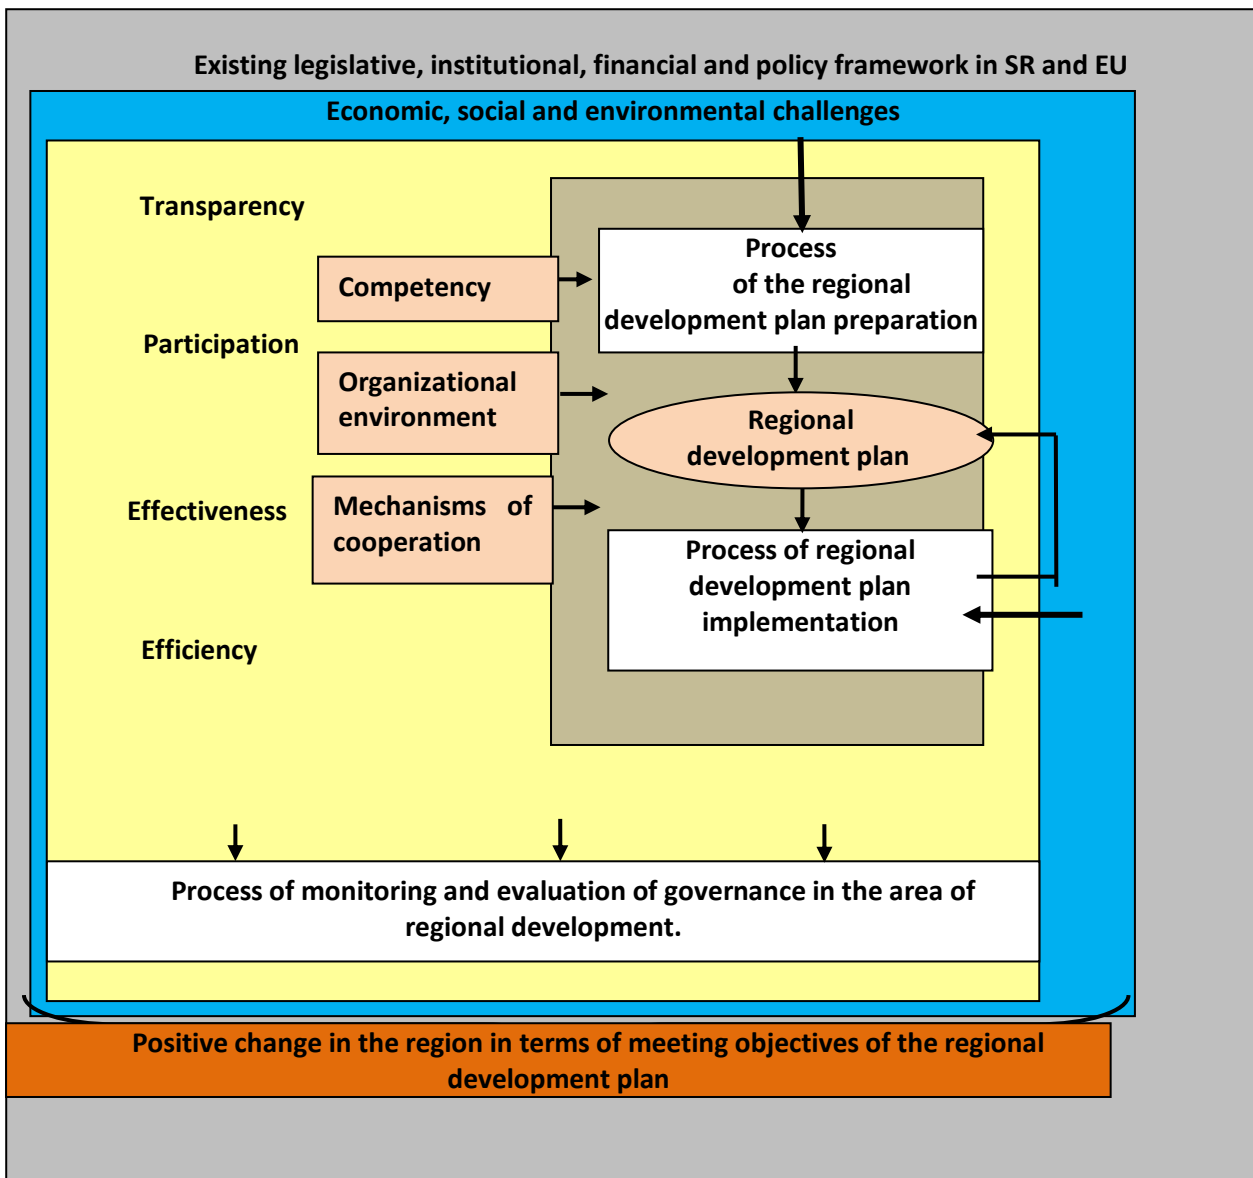 Existing legislative, institutional, financial and policy framework in SR and EU
Economic, social and environmental challenges
Transparency
Process
of the regional
development plan preparation
Competency
Participation
Organizational
environment
Regional
development plan
Effectiveness
Mechanisms of
cooperation
Process of regional
development plan
implementation
Efficiency
Process of monitoring and evaluation of governance in the area of
regional development.
Positive change in the region in terms of meeting objectives of the regional
development plan